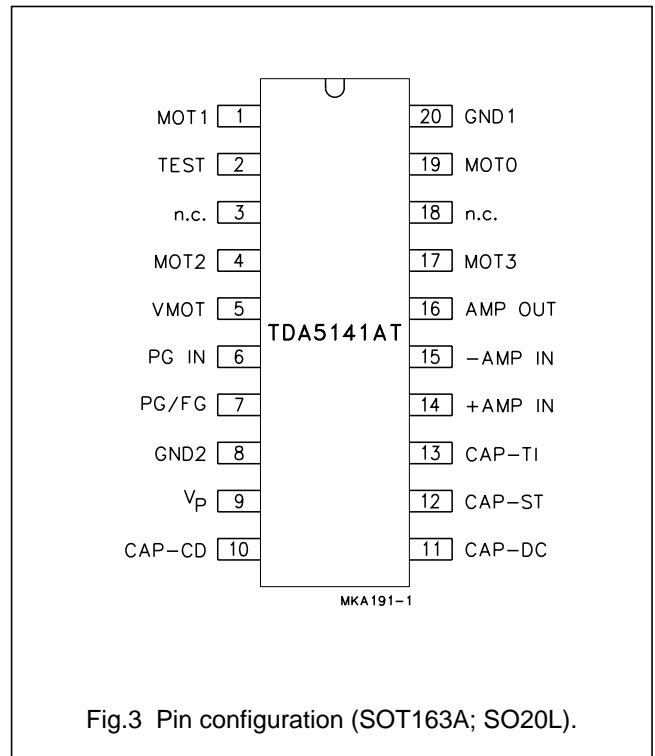 MOT1 1 20 GND1
TEST 2 19 MOT0
n.c. 3 18 n.c.
MOT2 4 17 MOT3
VMOT 5 16 AMP OUT
TDA5141AT
PG IN 6 15 −AMP IN
PG/FG 7 14 +AMP IN
GND2 8 13 CAP−TI
VP 9 12 CAP−ST
CAP−CD 10 11 CAP−DC
MKA191−1
Fig.3 Pin configuration (SOT163A; SO20L).